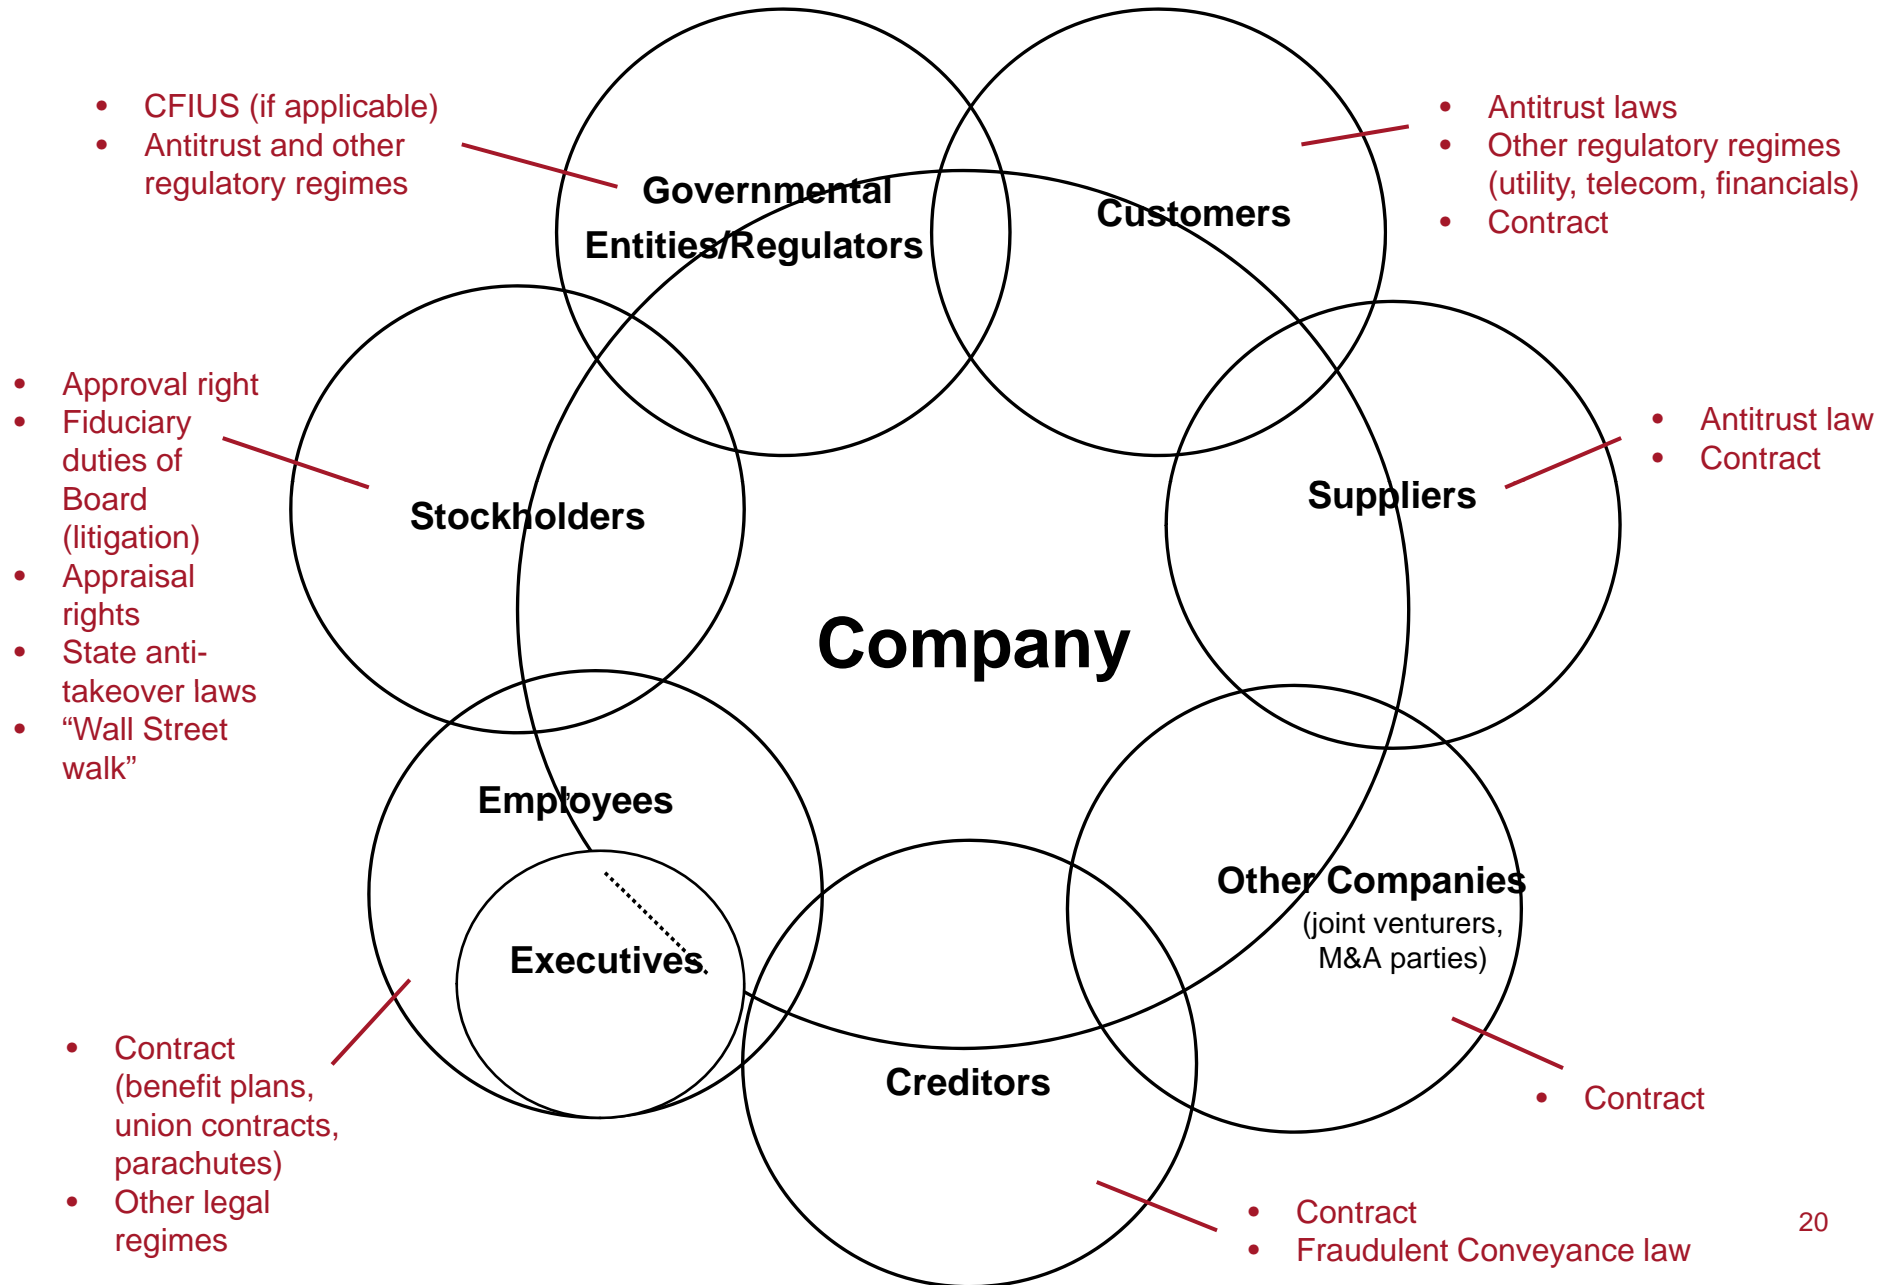 • CFIUS (if applicable)
• Antitrust and other
regulatory regimes
Governmental
Entities/Regulators
Customers
• Antitrust laws
• Other regulatory regimes
(utility, telecom, financials)
• Contract
• Approval right
• Fiduciary
duties of
Board
(litigation)
• Appraisal
rights
• State anti-
takeover laws
• “Wall Street
walk”
Stockholders
Suppliers
• Antitrust law
• Contract
Company
Employees
Executives
Other Companies
(joint venturers,
M&A parties)
• Contract
(benefit plans,
union contracts,
parachutes)
• Other legal
regimes
Creditors
• Contract
• Contract
• Fraudulent Conveyance law
20